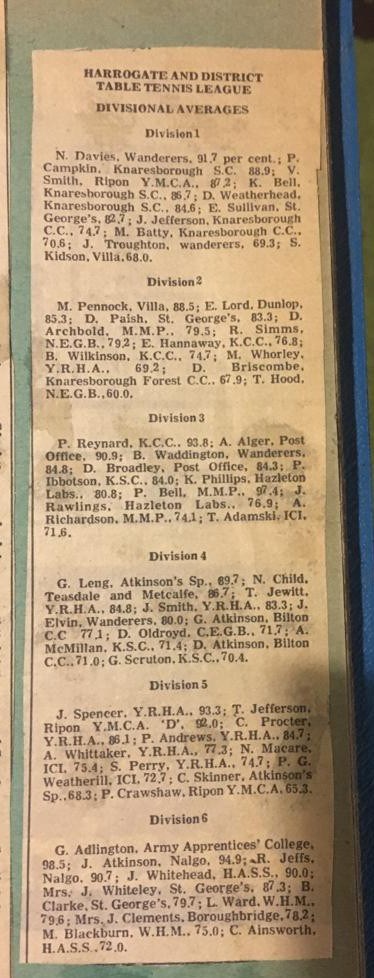 HARROGATE AND DISTRICT
TABLE TENNIS LEAGUE
DIVISIONAL AVERAGES
Division 1
N. Davies, Wanderers, 91.7 per cent.; P.
Campkin, Knaresborough S.C. 88.9; V.
Smith, Ripon Y.M.C.A., 87.2; K. Bell,
Knaresborough S.C., 86.7; D. Weatherhead,
Knaresborough S.C., 84.6; E. Sullivan, St.
George's, 82.7; J. Jefferson, Knaresborough
C.C., 74.7; M. Batty, Knaresborough C.C.,
70.6; J. Troughton, wanderers, 69.3; S.
Kidson, Villa, 68.0.
Division 2
M. Pennock, Villa, 88.5; E. Lord, Dunlop,
85.3; D. Paish, St. George's, 83.3; D.
Archbold, M.M.P., 79.5; R. Simms,
N.E.G.B., 79.2; E. Hannaway, K.C.C., 76.8;
B. Wilkinson, K.C.C., 74.7; M. Whorley,
Y.R.H.A., 69.2; D. Briscombe,
Knaresborough Forest C.C., 67.9; T. Hood,
N.E.G.B., 60.0.
Division 3
P. Reynard, K.C.C., 93.8; A. Alger, Post
Office, 90.9; B. Waddington, Wanderers,
84.8; D. Broadley, Post Office, 84.3; P.
Ibbotson, K.S.C., 84.0; K. Phillips, Hazleton
Labs., 80.8; P. Bell, M.M.P., 97.4; J.
Rawlings, Hazleton Labs., 76.9; A.
Richardson, M.M.P., 74.1; T. Adamski, ICI,
71.6.
Division 4
G. Leng, Atkinson's Sp., 89.7; N. Child,
Teasdale and Metcalfe, 86.7; T. Jewitt,
Y.R.H.A., 84.8; J. Smith, Y.R.H.A., 83.3; J.
Elvin, Wanderers, 80.0; G. Atkinson, Bilton
C.C 77.1; D. Oldroyd, C.E.G.B., 71.7; A.
McMillan, K.S.C., 71.4; D. Atkinson, Bilton
C.C., 71.0; G. Scruton, K.S.C., 70.4.
Division 5
J. Spencer, Y.R.H.A., 93.3; T. Jefferson,
Ripon Y.M.C.A. 'D', 92.0; C. Procter,
Y.R.H.A., 86.1; P. Andrews, Y.R.H.A., 84.7;
A. Whittaker, Y.R.H.A., 77.3; N. Macare,
ICI, 75.4; S. Perry, Y.R.H.A., 74.7; P. G.
Weatherill, ICI, 72.7; C. Skinner, Atkinson's
Sp., 68.3; P. Crawshaw, Ripon Y.M.C.A. 65.3.
Division 6
G. Adlington, Army Apprentices' College,
98.5; J. Atkinson, Nalgo, 94.9; R. Jeffs,
Nalgo, 90.7; J. Whitehead, H.A.S.S., 90.0;
Mrs. J. Whiteley, St. George's, 87.3; B.
Clarke, St. George's, 79.7; L. Ward, W.H.M.,
79.6; Mrs. J. Clements, Boroughbridge, 78.2;
M. Blackburn, W.H.M., 75.0; C. Ainsworth,
H.A.S.S., 72.0.